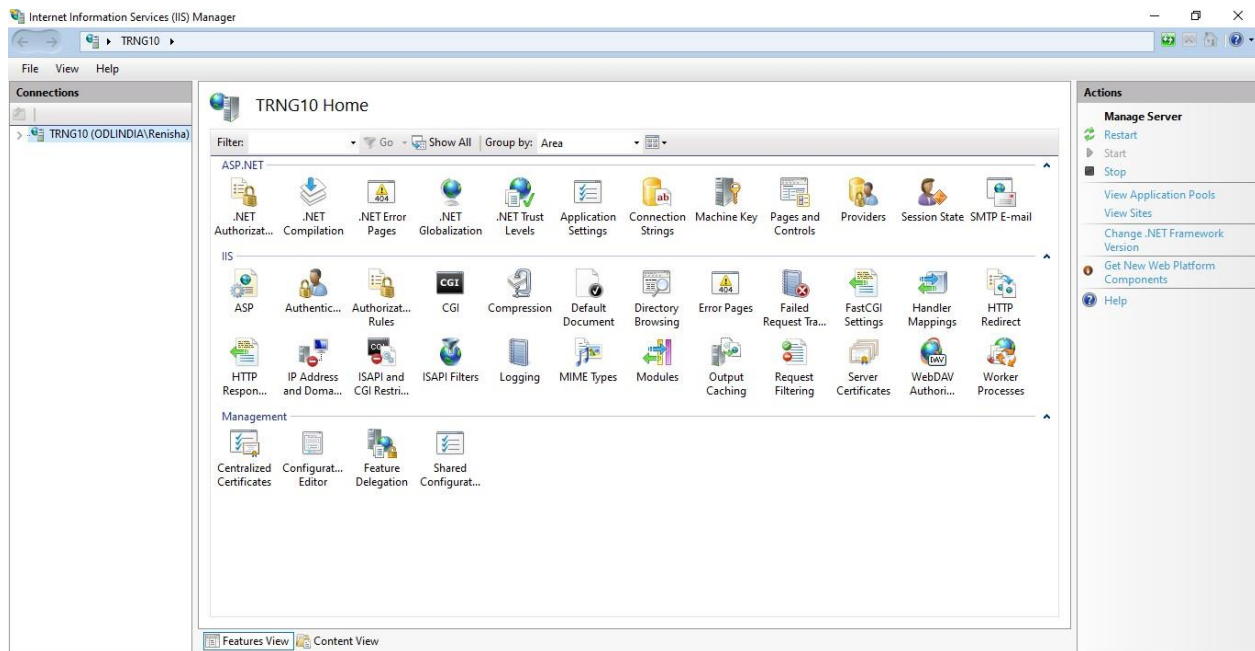 Internet Information Services (IIS) Manager
TRNG10
File View Help
Connections
TRNG10 (ODLINDIA\Renisha)
TRNG10 Home
Filter: Go Show All Group by: Area
ASP.NET
.NET Authorizat...
.NET Compilation
.NET Error Pages
.NET Globalization
.NET Trust Levels
Application Settings
Connection Strings
Machine Key
Pages and Controls
Providers
Session State
SMTP E-mail
IIS
ASP
Authentic...
Authorizat... Rules
CGI
Compression
Default Document
Directory Browsing
Error Pages
Failed Request Tra...
FastCGI Settings
Handler Mappings
HTTP Redirect
HTTP Respon...
IP Address and Doma...
ISAPI and CGI Restri...
ISAPI Filters
Logging
MIME Types
Modules
Output Caching
Request Filtering
Server Certificates
WebDAV Authori...
Worker Processes
Management
Centralized Certificates
Configurat... Editor
Feature Delegation
Shared Configurat...
Features View Content View
Actions
Manage Server
Restart
Start
Stop
View Application Pools
View Sites
Change .NET Framework
Version
Get New Web Platform
Components
Help